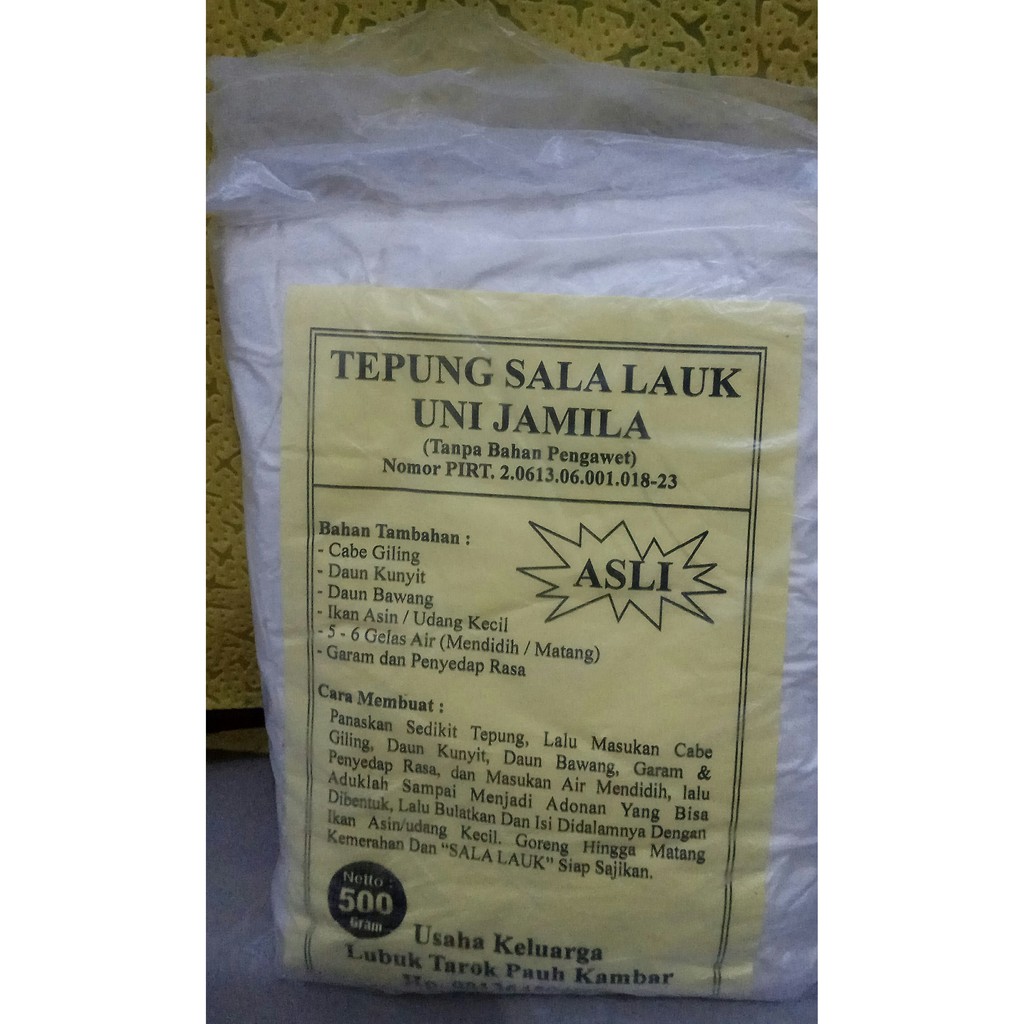 TEPUNG SALA LAUK
UNI JAMILA
(Tanpa Bahan Pengawet)
Nomor PIRT. 2.0613.06.001.018-23
Bahan Tambahan :
- Cabe Giling
- Daun Kunyit
- Daun Bawang
- Ikan Asin / Udang Kecil
- 5 - 6 Gelas Air (Mendidih / Matang)
- Garam dan Penyedap Rasa
ASLI
Cara Membuat :
Panaskan Sedikit Tepung, Lalu Masukan Cabe
Giling, Daun Kunyit, Daun Bawang, Garam &
Penyedap Rasa, dan Masukan Air Mendidih, lalu
Aduklah Sampai Menjadi Adonan Yang Bisa
Dibentuk, Lalu Bulatkan Dan Isi Didalamnya Dengan
Ikan Asin/udang Kecil. Goreng Hingga Matang
Kemerahan Dan “SALA LAUK” Siap Sajikan.
Netto :
500
Gram
Usaha Keluarga
Lubuk Tarok Pauh Kambar